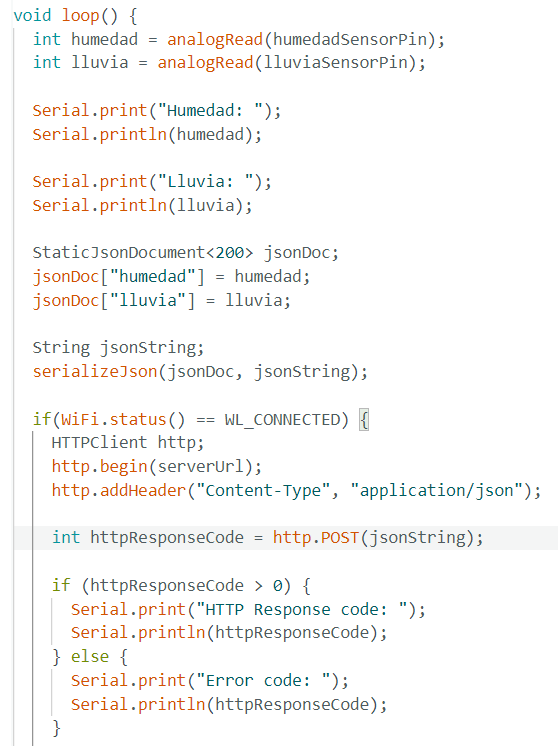 void loop() {
int humedad = analogRead(humedadSensorPin);
int lluvia = analogRead(lluviaSensorPin);
Serial.print("Humedad: ");
Serial.println(humedad);
Serial.print("Lluvia: ");
Serial.println(lluvia);
StaticJsonDocument<200> jsonDoc;
jsonDoc["humedad"] = humedad;
jsonDoc["lluvia"] = lluvia;
String jsonString;
serializeJson(jsonDoc, jsonString);
if(WiFi.status() == WL_CONNECTED) {
HTTPClient http;
http.begin(serverUrl);
http.addHeader("Content-Type", "application/json");
int httpResponseCode = http.POST(jsonString);
if (httpResponseCode > 0) {
Serial.print("HTTP Response code: ");
Serial.println(httpResponseCode);
} else {
Serial.print("Error code: ");
Serial.println(httpResponseCode);
}